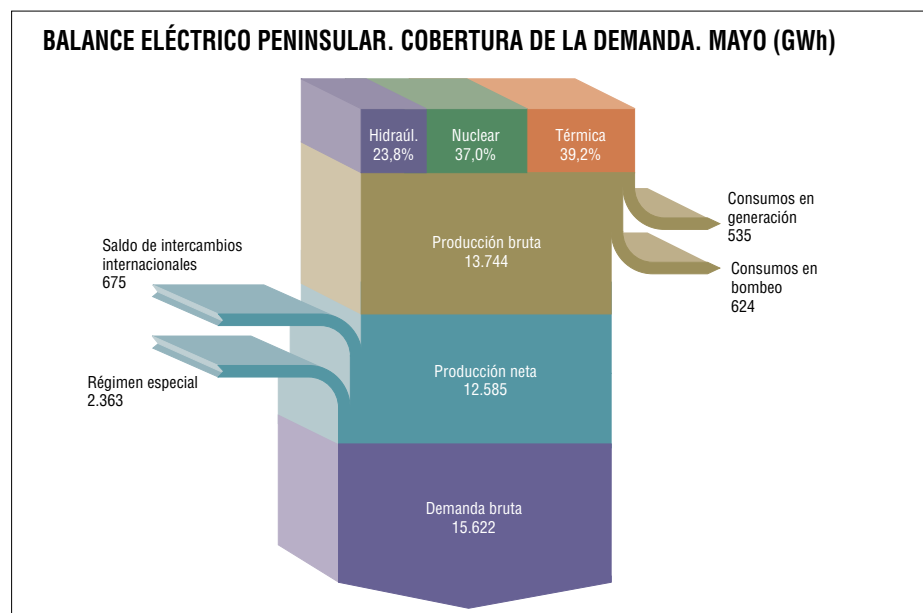 BALANCE ELÉCTRICO PENINSULAR. COBERTURA DE LA DEMANDA. MAYO (GWh)
Hidraúl.
23,8%
Nuclear
37,0%
Térmica
39,2%
Consumos en
generación
535
Producción bruta
13.744
Consumos en
bombeo
624
Saldo de intercambios
internacionales
675
Régimen especial
2.363
Producción neta
12.585
Demanda bruta
15.622